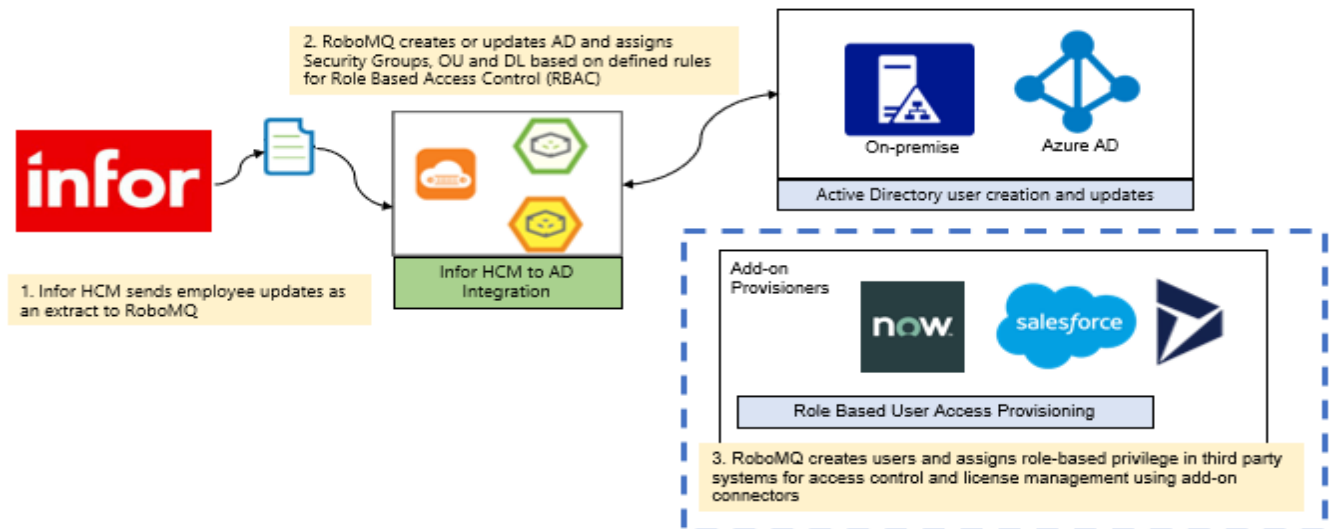 2. RoboMQ creates or updates AD and assigns
Security Groups, OU and DL based on defined rules
for Role Based Access Control (RBAC)
infor
On-premise
Azure AD
Active Directory user creation and updates
Infor HCM to AD
Integration
1. Infor HCM sends employee updates as
an extract to RoboMQ
Add-on
Provisioners
now
salesforce
Role Based User Access Provisioning
3. RoboMQ creates users and assigns role-based privilege in third party
systems for access control and license management using add-on
connectors